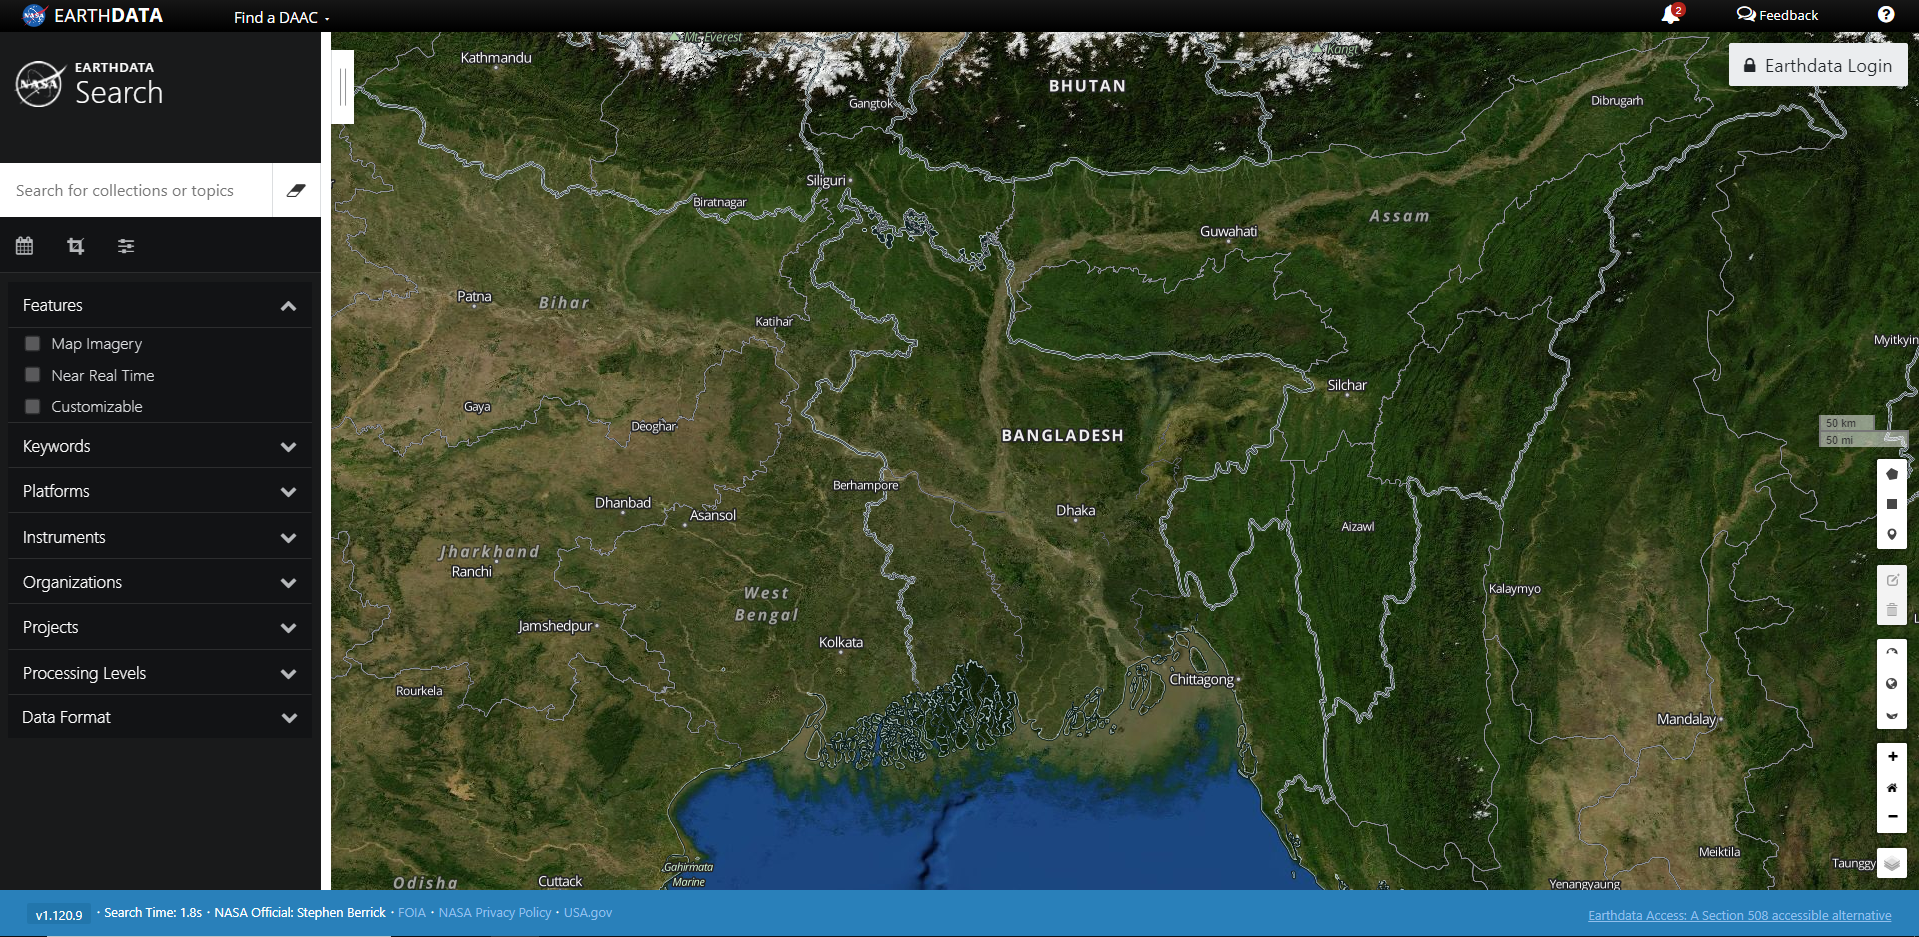 NASA EARTHDATA
Find a DAAC
2
Feedback
?
NASA EARTHDATA
Search
Earthdata Login
Search for collections or topics
Features
Map Imagery
Near Real Time
Customizable
Keywords
Platforms
Instruments
Organizations
Projects
Processing Levels
Data Format
Mt. Everest
Kangt
Kathmandu
BHUTAN
Gangtok
Dibrugarh
Siliguri
Biratnagar
Assam
Guwahati
Patna
Bihar
Katihar
Myitkyin
Silchar
Gaya
Deoghar
BANGLADESH
50 km
50 mi
Berhampore
Dhanbad
Asansol
Dhaka
Aizawl
Jharkhand
Ranchi
West
Bengal
Kalaymyo
Jamshedpur
Kolkata
Chittagong
Rourkela
Mandalay
Meiktila
Taunggy
Gahirmata
Marine
Odisha
Cuttack
Yenangyaung
v1.120.9 · Search Time: 1.8s · NASA Official: Stephen Berrick · FOIA · NASA Privacy Policy · USA.gov
Earthdata Access: A Section 508 accessible alternative